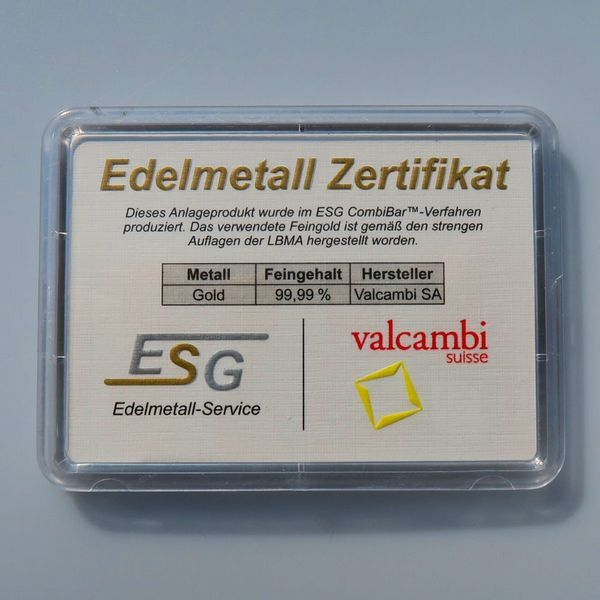 Edelmetall Zertifikat
Dieses Anlageprodukt wurde im ESG CombiBar™-Verfahren
produziert. Das verwendete Feingold ist gemäß den strengen
Auflagen der LBMA hergestellt worden.
Metall Feingehalt Hersteller
Gold 99,99 % Valcambi SA
ESG
Edelmetall-Service
valcambi
suisse